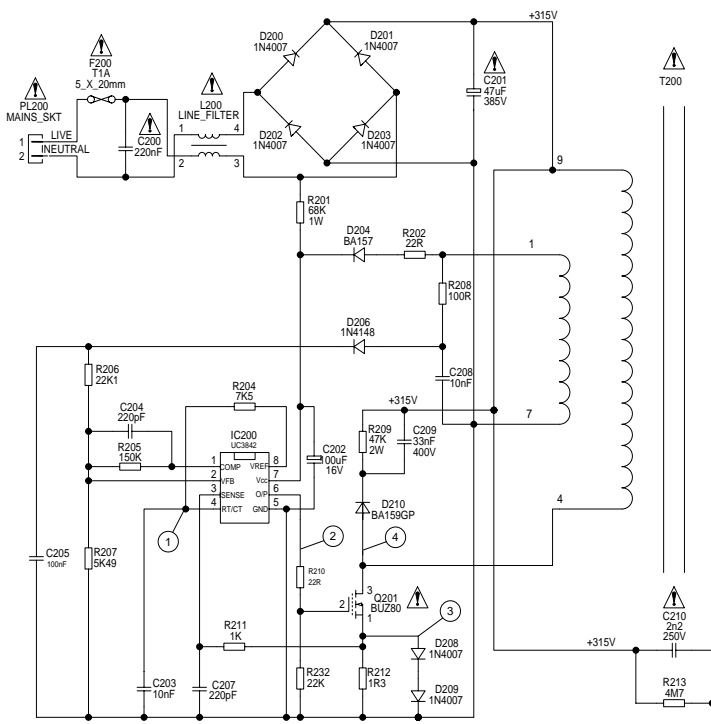 +315V
D200
1N4007
D201
1N4007
F200
T1A
5_X_20mm
T200
C201
47uF
385V
PL200
MAINS_SKT
L200
LINE_FILTER
1
LIVE
2
INEUTRAL
C200
220nF
1
4
2
3
D202
1N4007
D203
1N4007
9
R201
68K
1W
D204
BA157
R202
22R
1
R208
100R
D206
1N4148
R206
22K1
C208
10nF
R204
7K5
+315V
7
C204
220pF
R209
47K
2W
C209
33nF
400V
R205
150K
IC200
UC3842
C202
100uF
16V
1
COMP
VREF
8
2
VFB
Vcc
7
3
SENSE
O/P
6
4
RT/CT
GND
5
D210
BA159GP
4
1
2
4
C205
100nF
R207
5K49
R210
22R
3
2
Q201
BUZ80
1
3
C210
2n2
250V
R211
1K
+315V
D208
1N4007
C203
10nF
C207
220pF
R232
22K
R212
1R3
D209
1N4007
R213
4M7